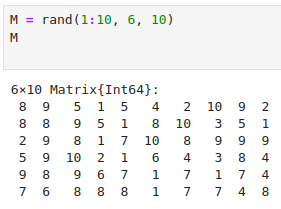 M = rand(1:10, 6, 10)
M
6×10 Matrix{Int64}:
8 9 5 1 5 4 2 10 9 2
8 8 9 5 1 8 10 3 5 1
2 9 8 1 7 10 8 9 9 9
5 9 10 2 1 6 4 3 8 4
9 8 9 6 7 1 7 1 7 4
7 6 8 8 8 1 7 7 4 8